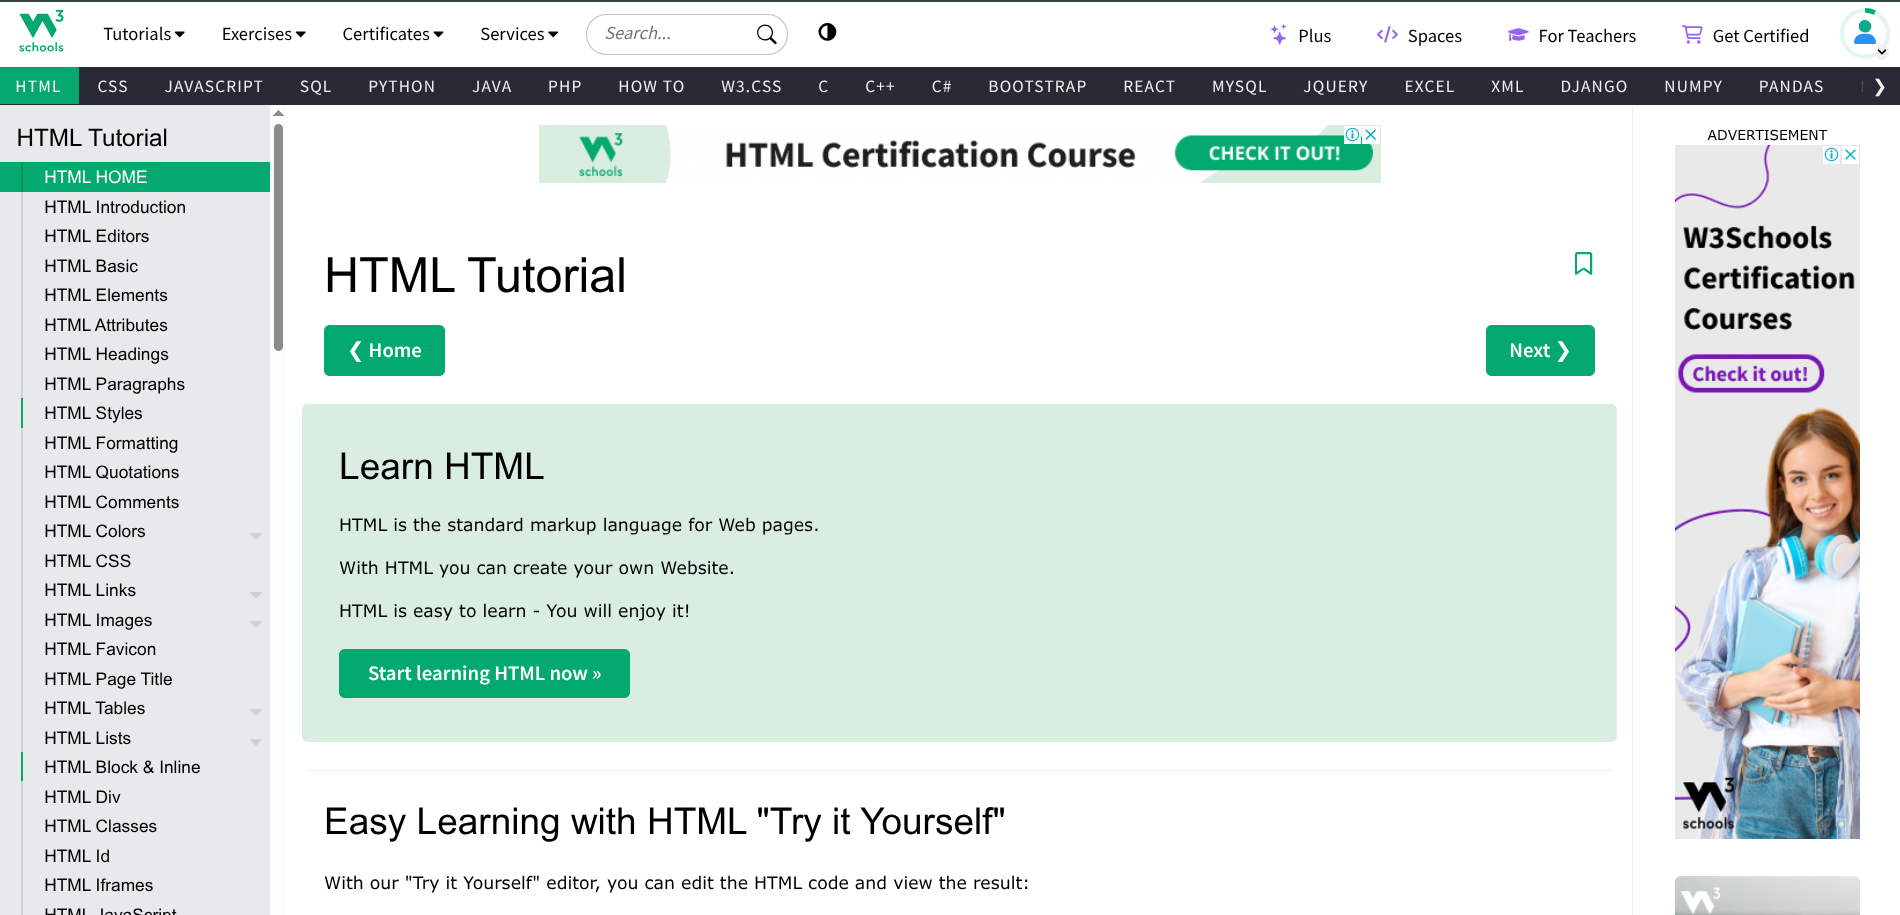 W3 schools
Tutorials Exercises Certificates Services Search... Plus Spaces For Teachers Get Certified
HTML CSS JAVASCRIPT SQL PYTHON JAVA PHP HOW TO W3.CSS C C++ C# BOOTSTRAP REACT MYSQL JQUERY EXCEL XML DJANGO NUMPY PANDAS
HTML Tutorial
HTML HOME
HTML Introduction
HTML Editors
HTML Basic
HTML Elements
HTML Attributes
HTML Headings
HTML Paragraphs
HTML Styles
HTML Formatting
HTML Quotations
HTML Comments
HTML Colors
HTML CSS
HTML Links
HTML Images
HTML Favicon
HTML Page Title
HTML Tables
HTML Lists
HTML Block & Inline
HTML Div
HTML Classes
HTML Id
HTML Iframes
HTML JavaScript
W3 schools
HTML Certification Course
CHECK IT OUT!
HTML Tutorial
❮ Home
Next ❯
Learn HTML
HTML is the standard markup language for Web pages.
With HTML you can create your own Website.
HTML is easy to learn - You will enjoy it!
Start learning HTML now »
Easy Learning with HTML "Try it Yourself"
With our "Try it Yourself" editor, you can edit the HTML code and view the result:
ADVERTISEMENT
W3Schools
Certification
Courses
Check it out!
W3 schools
W3